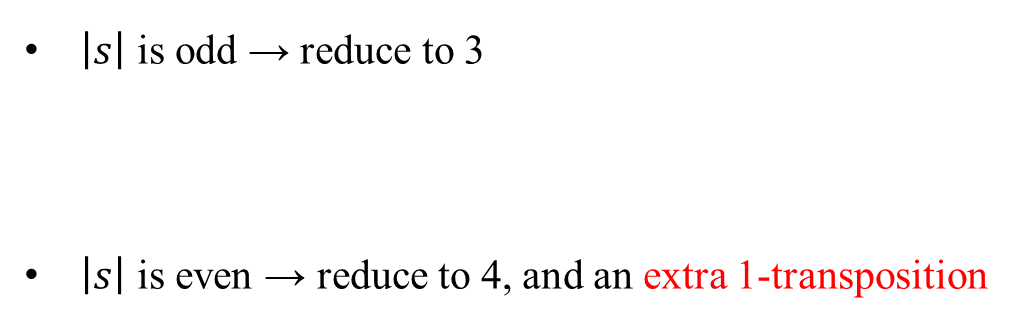 • |s| is odd → reduce to 3
• |s| is even → reduce to 4, and an extra 1-transposition